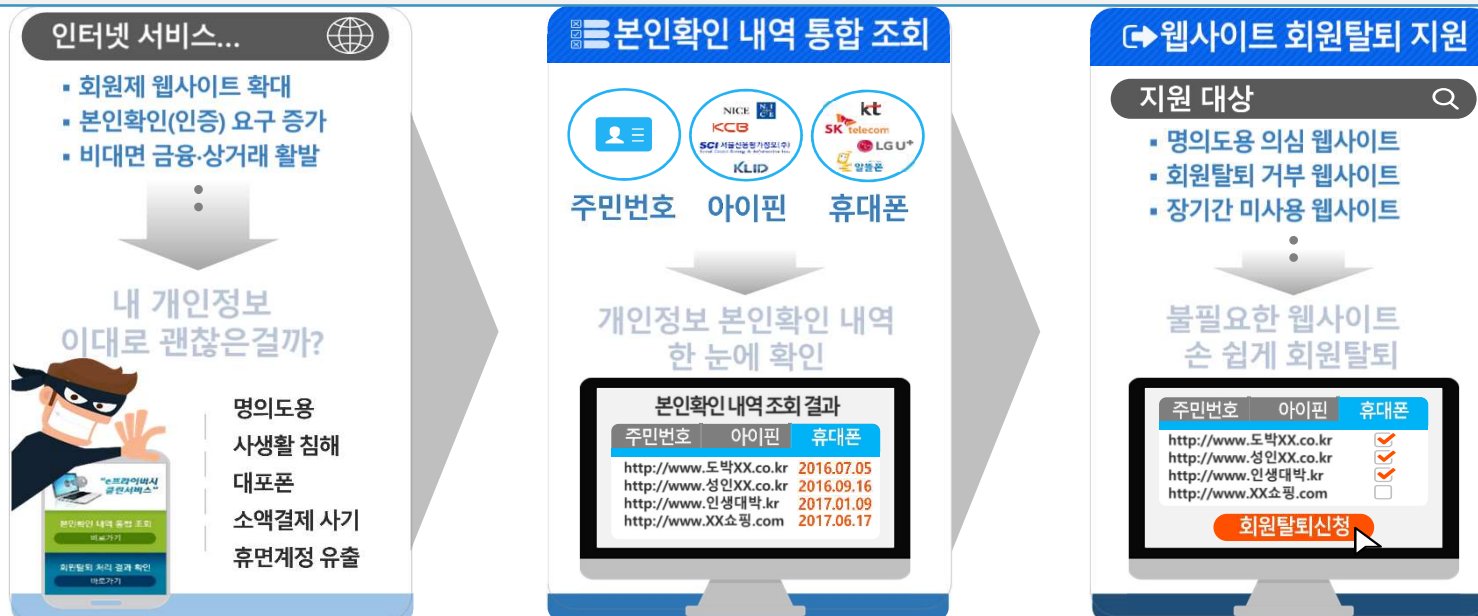 인터넷 서비스...
▪ 회원제 웹사이트 확대
▪ 본인확인(인증) 요구 증가
▪ 비대면 금융·상거래 활발
내 개인정보
이대로 괜찮은걸까?
명의도용
사생활 침해
대포폰
소액결제 사기
휴면계정 유출
"e프라이버시
클린서비스"
본인확인 내역 통합 조회
바로가기
회원탈퇴 처리 결과 확인
바로가기
본인확인 내역 통합 조회
NICE
KCB
SCI 서울신용평가정보(주)
KLID
kt
SK telecom
LG U+
알뜰폰
주민번호 아이핀 휴대폰
개인정보 본인확인 내역
한 눈에 확인
본인확인 내역 조회 결과
주민번호 아이핀 휴대폰
http://www.도박XX.co.kr 2016.07.05
http://www.성인XX.co.kr 2016.09.16
http://www.인생대박.kr 2017.01.09
http://www.XX쇼핑.com 2017.06.17
웹사이트 회원탈퇴 지원
지원 대상
▪ 명의도용 의심 웹사이트
▪ 회원탈퇴 거부 웹사이트
▪ 장기간 미사용 웹사이트
불필요한 웹사이트
손 쉽게 회원탈퇴
주민번호 아이핀 휴대폰
http://www.도박XX.co.kr
http://www.성인XX.co.kr
http://www.인생대박.kr
http://www.XX쇼핑.com
회원탈퇴신청